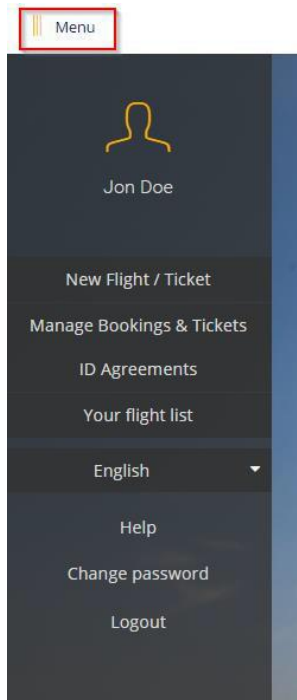 Menu
Jon Doe
New Flight / Ticket
Manage Bookings & Tickets
ID Agreements
Your flight list
English
Help
Change password
Logout